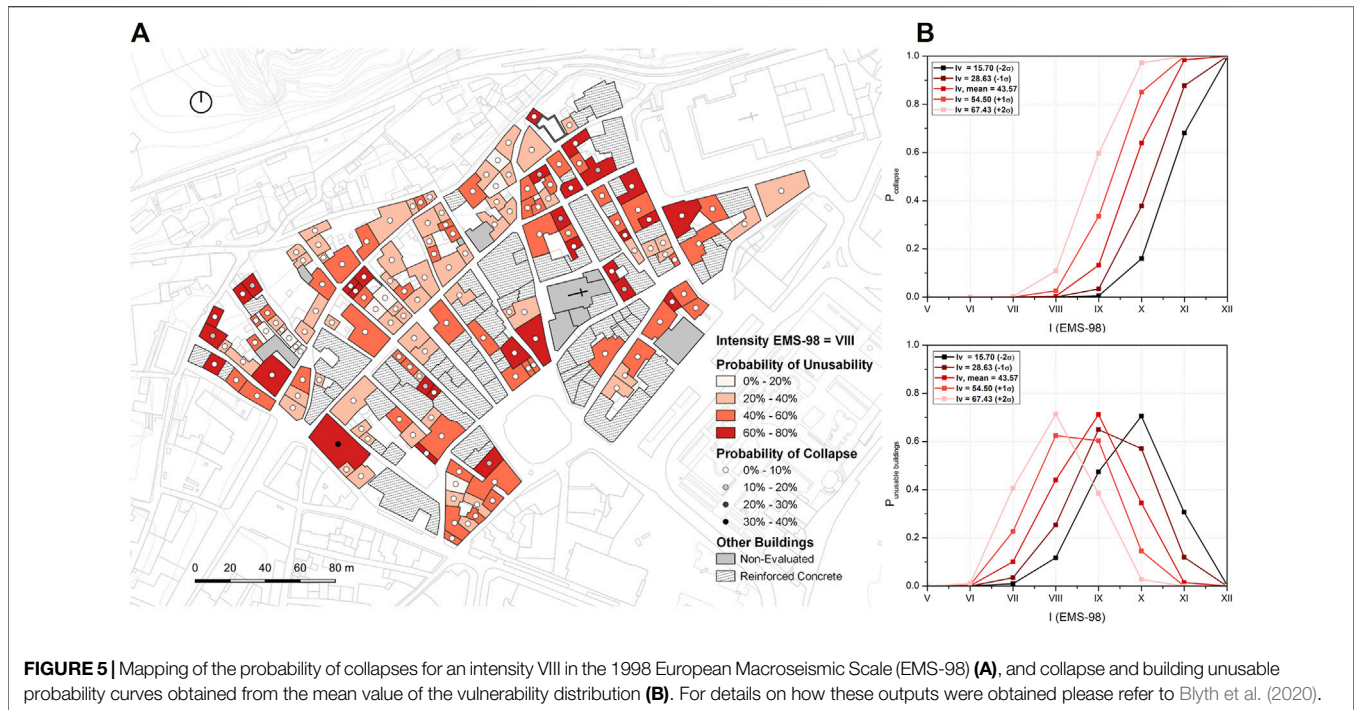 A
Intensity EMS-98 = VIII
Probability of Unusability
0% - 20%
20% - 40%
40% - 60%
60% - 80%
Probability of Collapse
0% - 10%
10% - 20%
20% - 30%
30% - 40%
Other Buildings
Non-Evaluated
Reinforced Concrete
0 20 40 60 80 m
B
1.0
0.8
0.6
0.4
0.2
0.0
P collapse
Iv = 15.70 (-2σ)
Iv = 28.63 (-1σ)
Iv, mean = 43.57
Iv = 54.50 (+1σ)
Iv = 67.43 (+2σ)
V VI VII VIII IX X XI XII
I (EMS-98)
1.0
0.8
0.6
0.4
0.2
0.0
P unusable buildings
Iv = 15.70 (-2σ)
Iv = 28.63 (-1σ)
Iv, mean = 43.57
Iv = 54.50 (+1σ)
Iv = 67.43 (+2σ)
V VI VII VIII IX X XI XII
I (EMS-98)
FIGURE 5 | Mapping of the probability of collapses for an intensity VIII in the 1998 European Macroseismic Scale (EMS-98) (A), and collapse and building unusable
probability curves obtained from the mean value of the vulnerability distribution (B). For details on how these outputs were obtained please refer to Blyth et al. (2020).